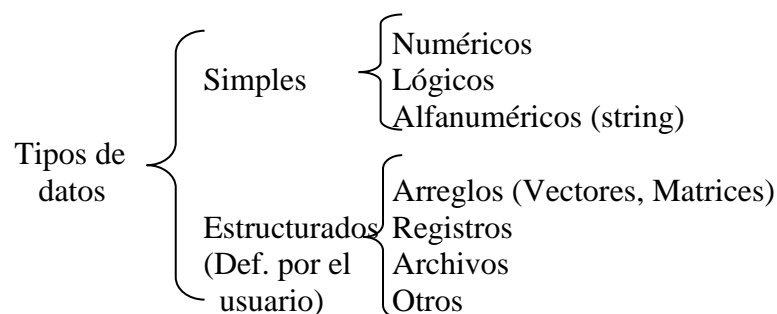 Tipos de
datos
Simples
Numéricos
Lógicos
Alfanuméricos (string)
Estructurados
(Def. por el
usuario)
Arreglos (Vectores, Matrices)
Registros
Archivos
Otros